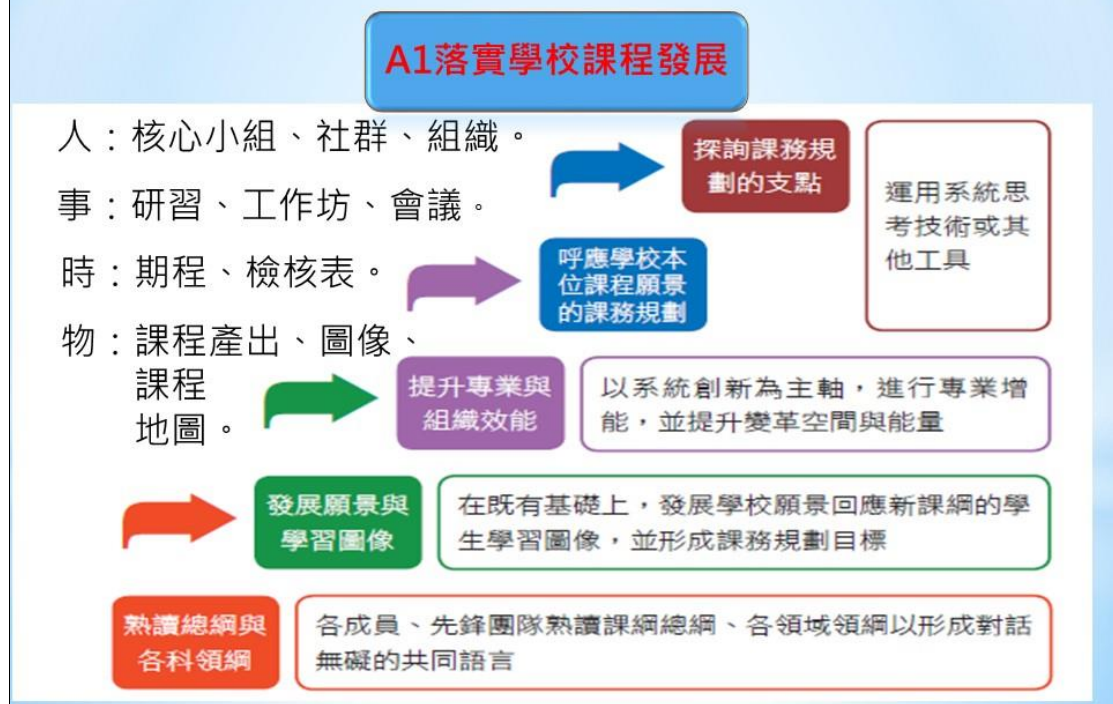 A1落實學校課程發展
人：核心小組、社群、組織。
事：研習、工作坊、會議。
時：期程、檢核表。
物：課程產出、圖像、
課程
地圖。
探詢課務規
劃的支點
運用系統思
考技術或其
他工具
呼應學校本
位課程願景
的課務規劃
提升專業與
組織效能
以系統創新為主軸，進行專業增
能，並提升變革空間與能量
發展願景與
學習圖像
在既有基礎上，發展學校願景回應新課綱的學
生學習圖像，並形成課務規劃目標
熟讀總綱與
各科領綱
各成員、先鋒團隊熟讀課綱總綱、各領域領綱以形成對話
無礙的共同語言